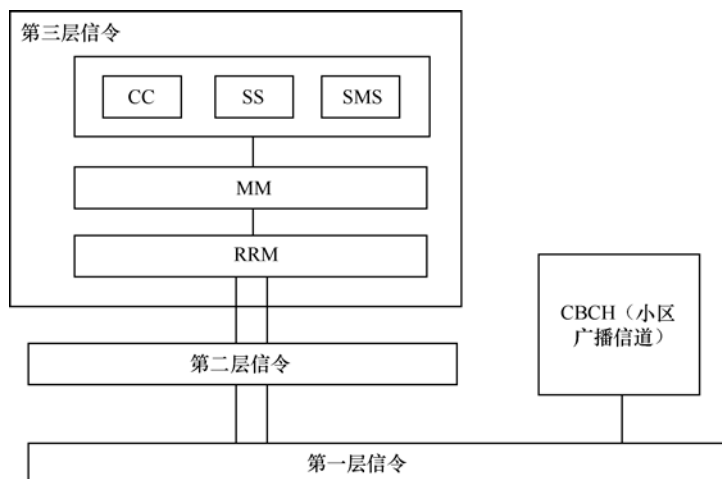 第三层信令
CC
SS
SMS
MM
RRM
CBCH（小区
广播信道）
第二层信令
第一层信令